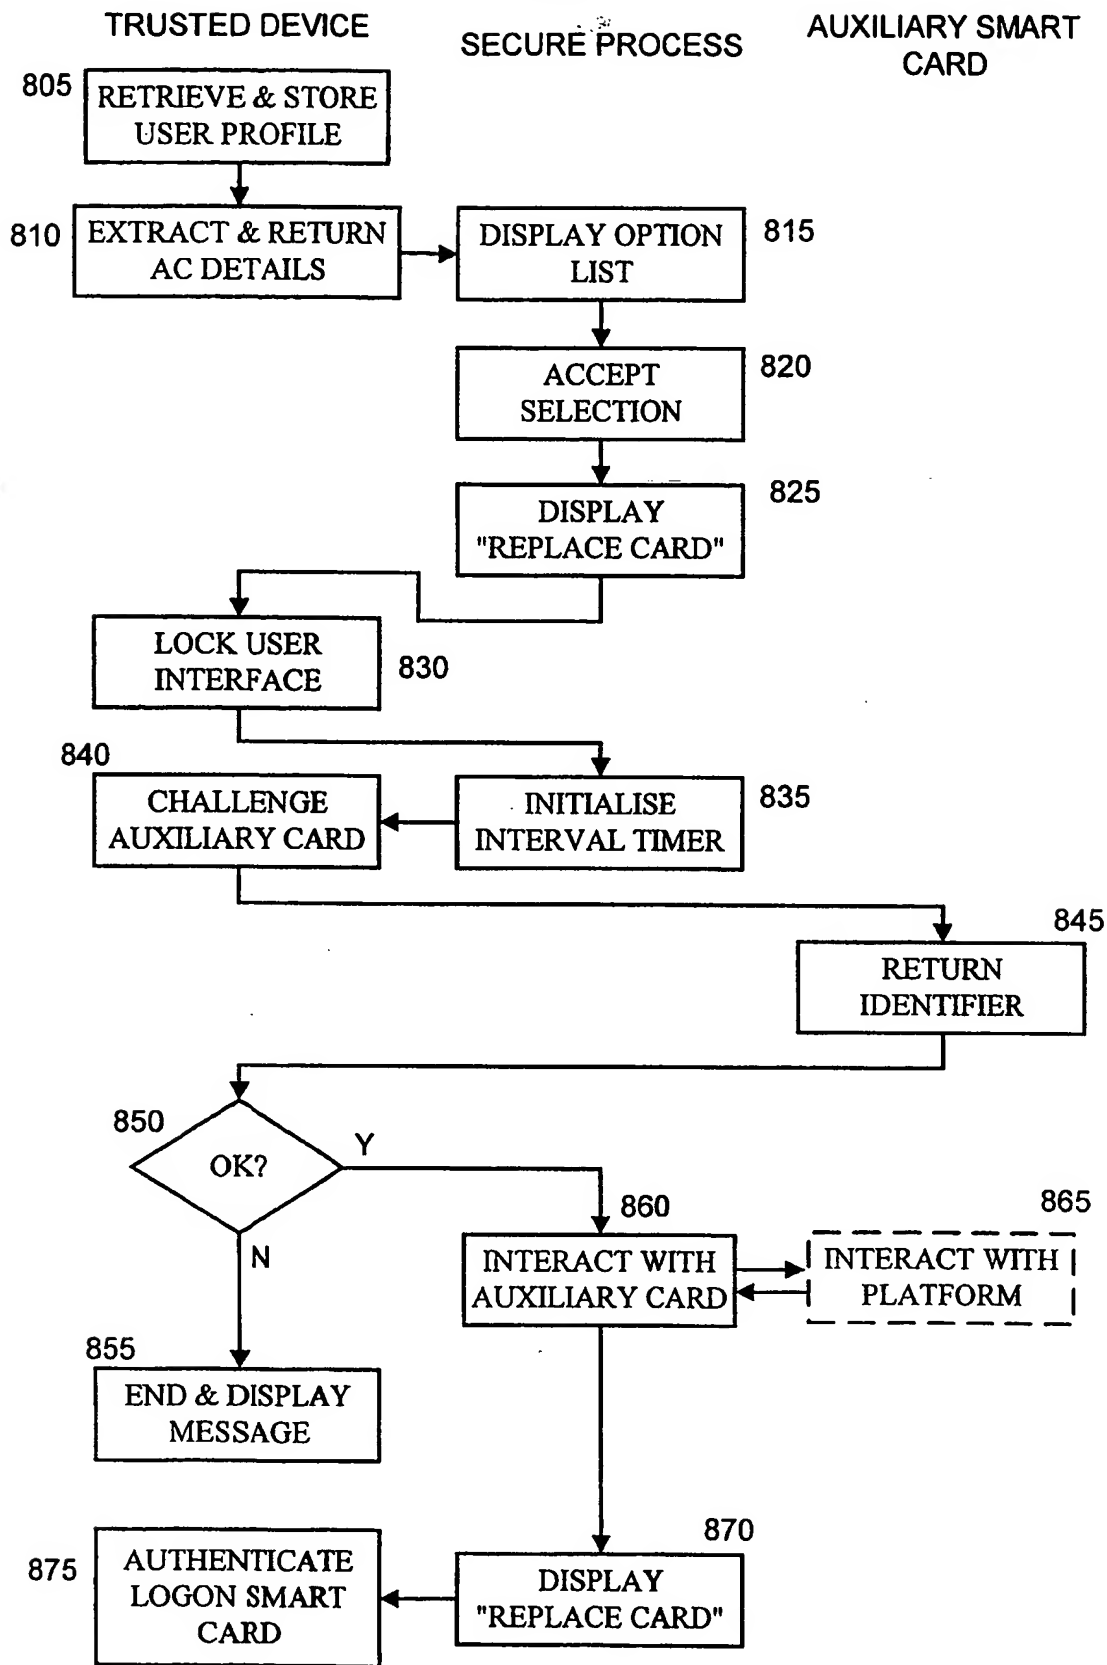 TRUSTED DEVICE
SECURE PROCESS
AUXILIARY SMART
CARD
805
RETRIEVE & STORE
USER PROFILE
810
EXTRACT & RETURN
AC DETAILS
DISPLAY OPTION
LIST
815
ACCEPT
SELECTION
820
DISPLAY
"REPLACE CARD"
825
LOCK USER
INTERFACE
830
840
CHALLENGE
AUXILIARY CARD
INITIALISE
INTERVAL TIMER
835
845
RETURN
IDENTIFIER
850
OK?
Y
N
860
INTERACT WITH
AUXILIARY CARD
865
INTERACT WITH
PLATFORM
855
END & DISPLAY
MESSAGE
870
DISPLAY
"REPLACE CARD"
875
AUTHENTICATE
LOGON SMART
CARD